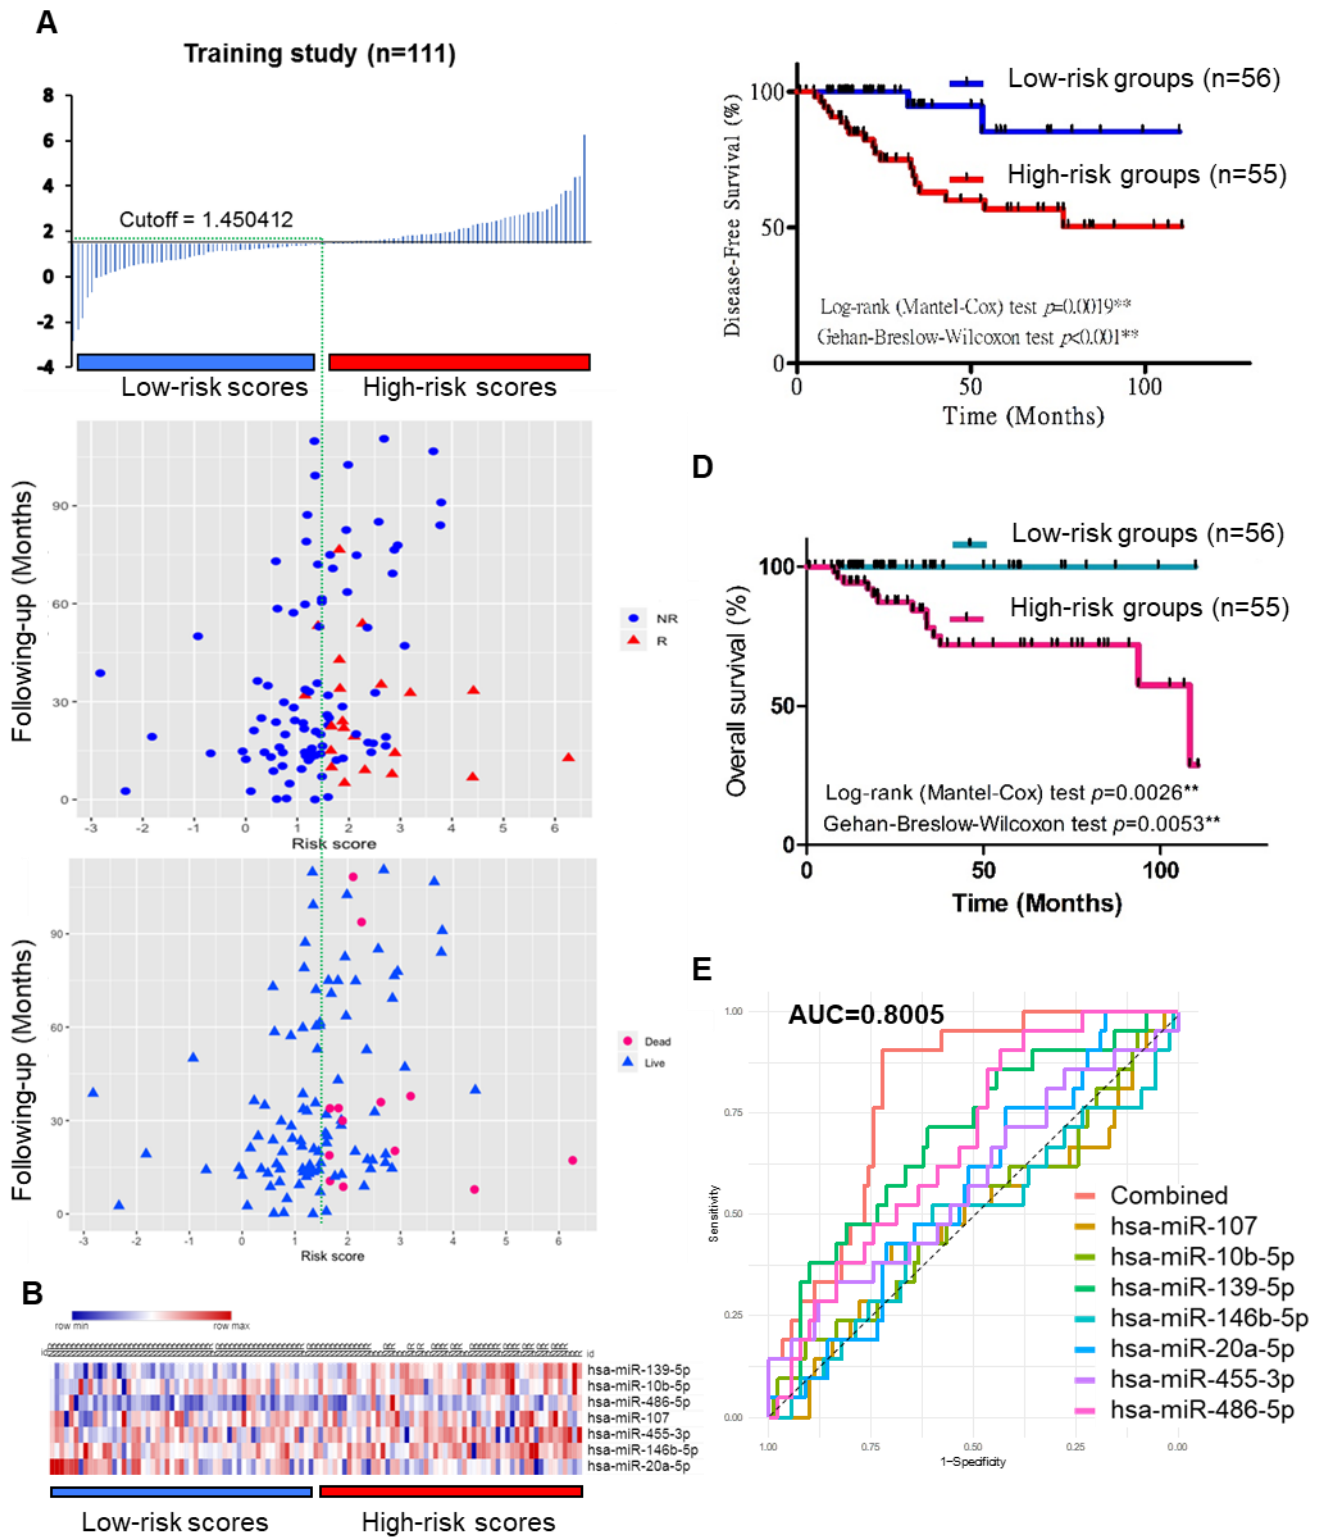 A
Training study (n=111)
8
6
4
2
0
-2
-4
Cutoff = 1.450412
Low-risk scores
High-risk scores
Following-up (Months)
90
60
30
0
-3 -2 -1 0 1 2 3 4 5 6
Risk score
NR
R
Following-up (Months)
90
60
30
0
-3 -2 -1 0 1 2 3 4 5 6
Risk score
Dead
Live
B
row min
row max
id
id
hsa-miR-139-5p
hsa-miR-10b-5p
hsa-miR-486-5p
hsa-miR-107
hsa-miR-455-3p
hsa-miR-146b-5p
hsa-miR-20a-5p
Low-risk scores
High-risk scores
Disease-Free Survival (%)
100
50
0
Low-risk groups (n=56)
High-risk groups (n=55)
Log-rank (Mantel-Cox) test p=0.0019**
Gehan-Breslow-Wilcoxon test p<0.001**
0 50 100
Time (Months)
D
Overall survival (%)
100
50
0
Low-risk groups (n=56)
High-risk groups (n=55)
Log-rank (Mantel-Cox) test p=0.0026**
Gehan-Breslow-Wilcoxon test p=0.0053**
0 50 100
Time (Months)
E
AUC=0.8005
Sensitivity
1.00
0.75
0.50
0.25
0.00
1.00 0.75 0.50 0.25 0.00
1-Specificity
Combined
hsa-miR-107
hsa-miR-10b-5p
hsa-miR-139-5p
hsa-miR-146b-5p
hsa-miR-20a-5p
hsa-miR-455-3p
hsa-miR-486-5p